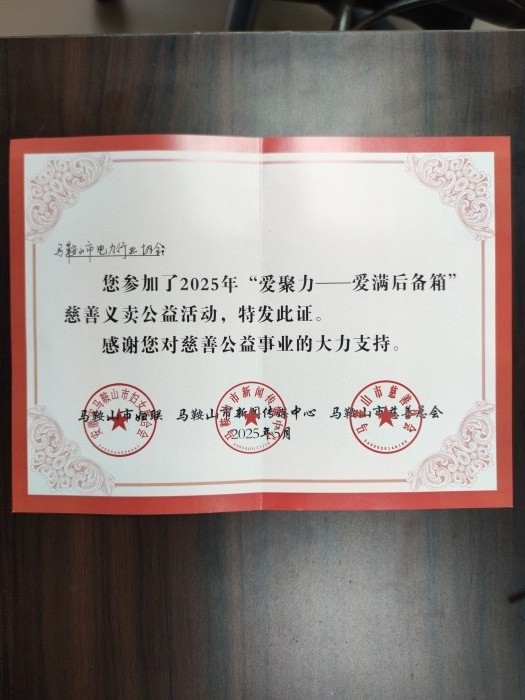 马鞍山市电力行业协会
您参加了2025年“爱聚力——爱满后备箱”
慈善义卖公益活动，特发此证。
感谢您对慈善公益事业的大力支持。
马鞍山市妇联 马鞍山市新闻传媒中心 马鞍山市慈善总会
2025年5月